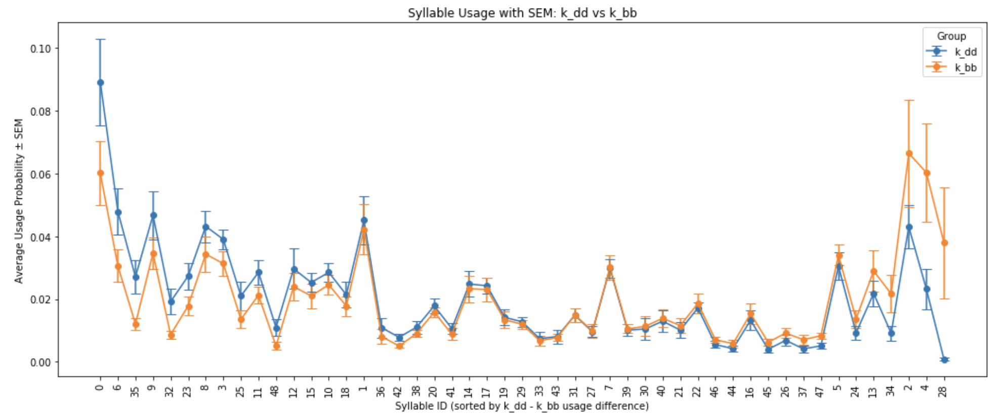 Syllable Usage with SEM: k_dd vs k_bb
Group
k_dd
k_bb
Average Usage Probability ± SEM
0.10
0.08
0.06
0.04
0.02
0.00
0 6 35 9 32 23 8 3 25 11 48 12 15 10 18 1 36 42 38 20 41 14 17 19 29 33 43 31 27 7 39 30 40 21 22 46 44 16 45 26 37 47 5 24 13 34 2 4 28
Syllable ID (sorted by k_dd - k_bb usage difference)